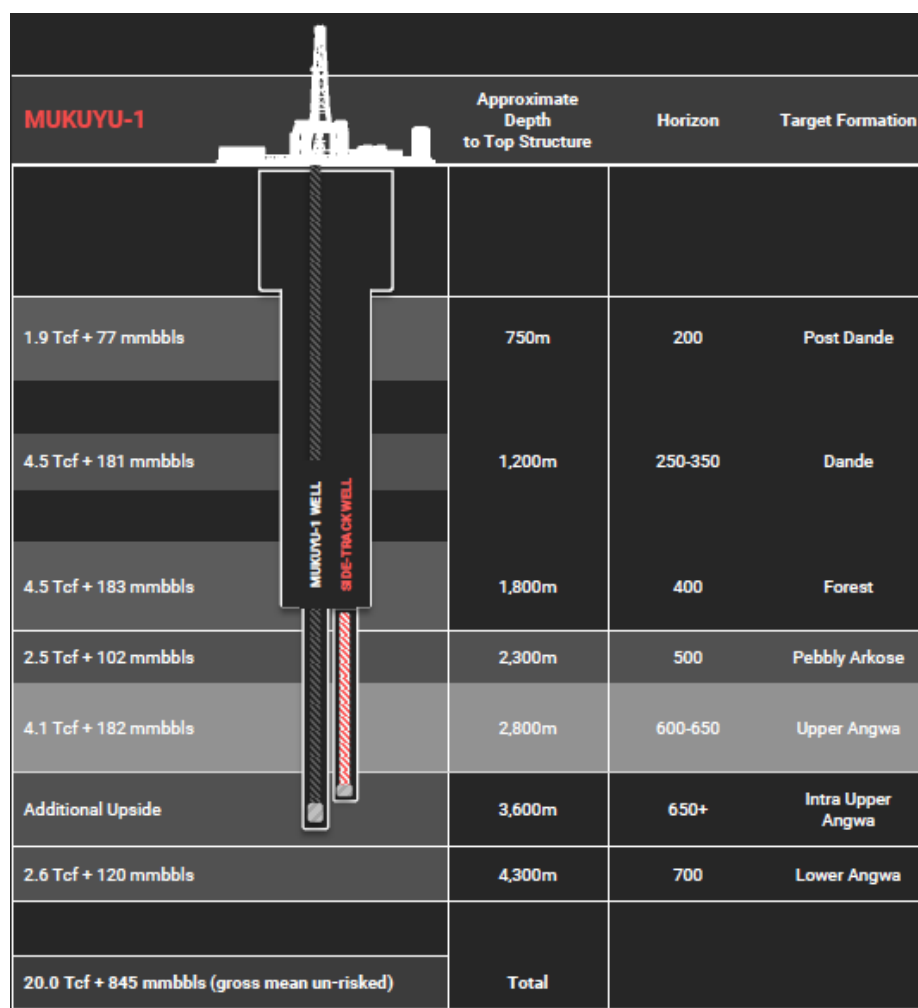 MUKUYU-1
Approximate
Depth
to Top Structure
Horizon
Target Formation
1.9 Tcf + 77 mmbbls
750m
200
Post Dande
4.5 Tcf + 181 mmbbls
1,200m
250-350
Dande
MUKUYU-1 WELL
SIDE-TRACK WELL
4.5 Tcf + 183 mmbbls
1,800m
400
Forest
2.5 Tcf + 102 mmbbls
2,300m
500
Pebbly Arkose
4.1 Tcf + 182 mmbbls
2,800m
600-650
Upper Angwa
Additional Upside
3,600m
650+
Intra Upper
Angwa
2.6 Tcf + 120 mmbbls
4,300m
700
Lower Angwa
20.0 Tcf + 845 mmbbls (gross mean un-risked)
Total